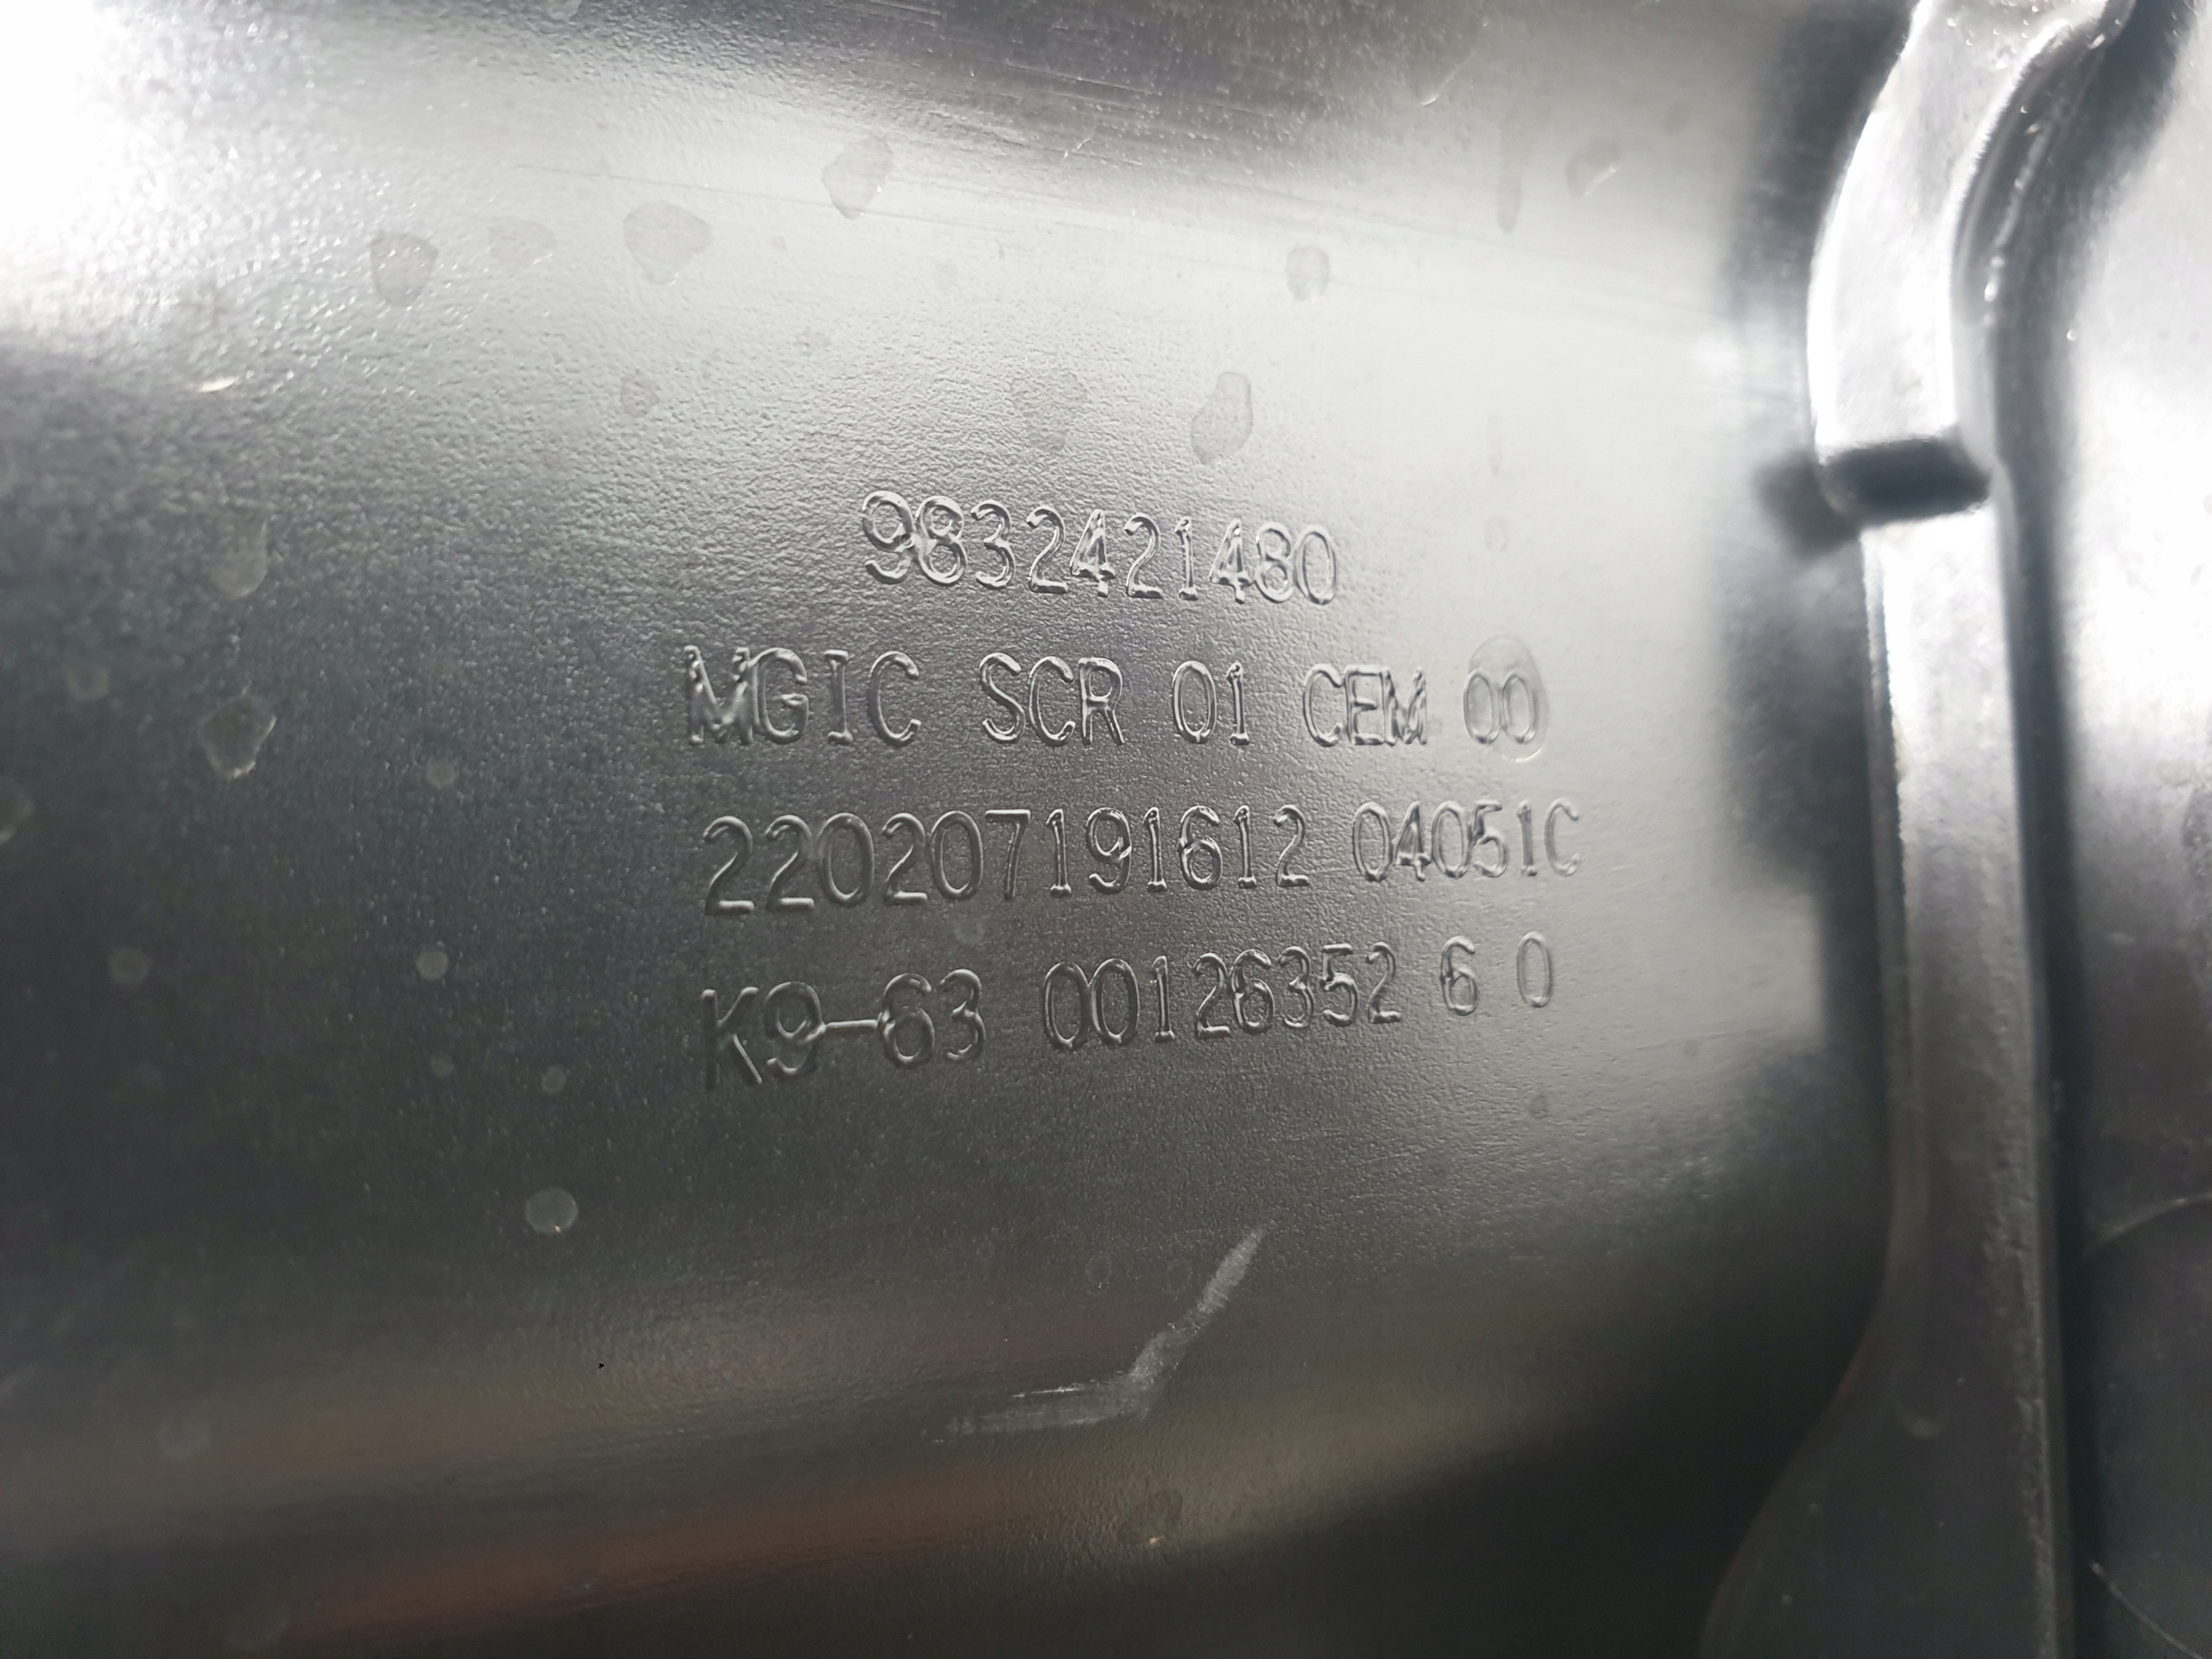 9832421480
MGIC SCR 01 CEM 00
220207191612 04051C
K9-63 00126352 6 0